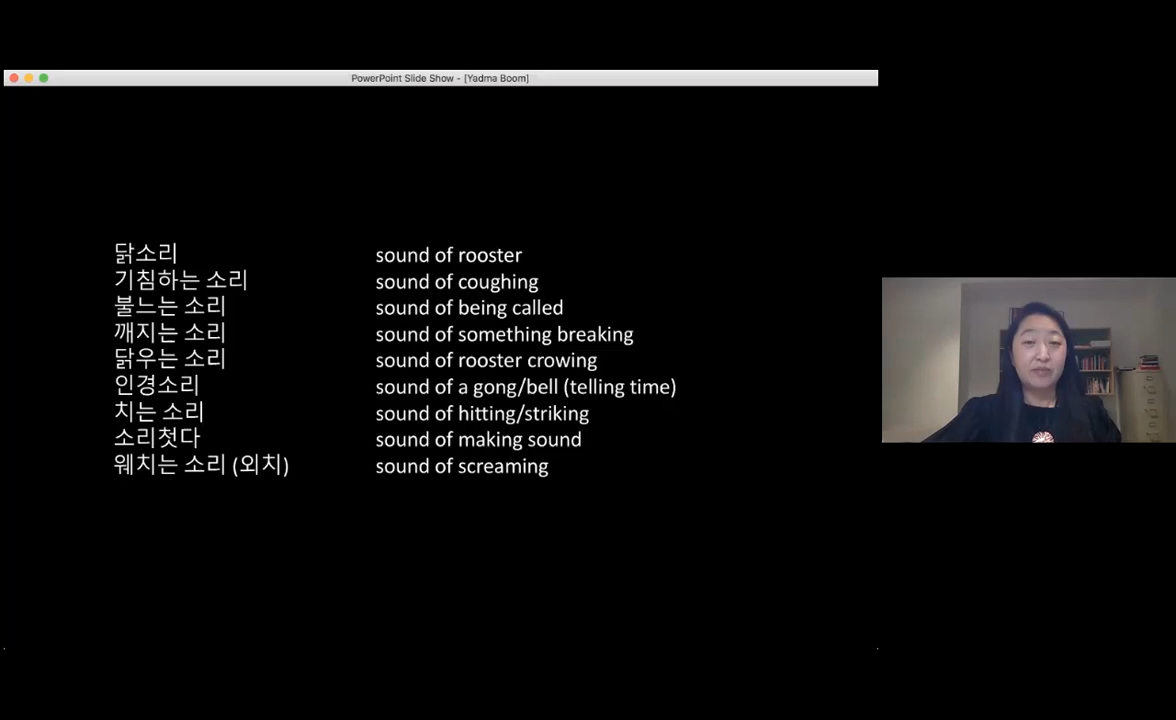 PowerPoint Slide Show - [Yadma Boom]
닭소리 sound of rooster
기침하는 소리 sound of coughing
불느는 소리 sound of being called
깨지는 소리 sound of something breaking
닭우는 소리 sound of rooster crowing
인경소리 sound of a gong/bell (telling time)
치는 소리 sound of hitting/striking
소리첫다 sound of making sound
웨치는 소리 (외치) sound of screaming